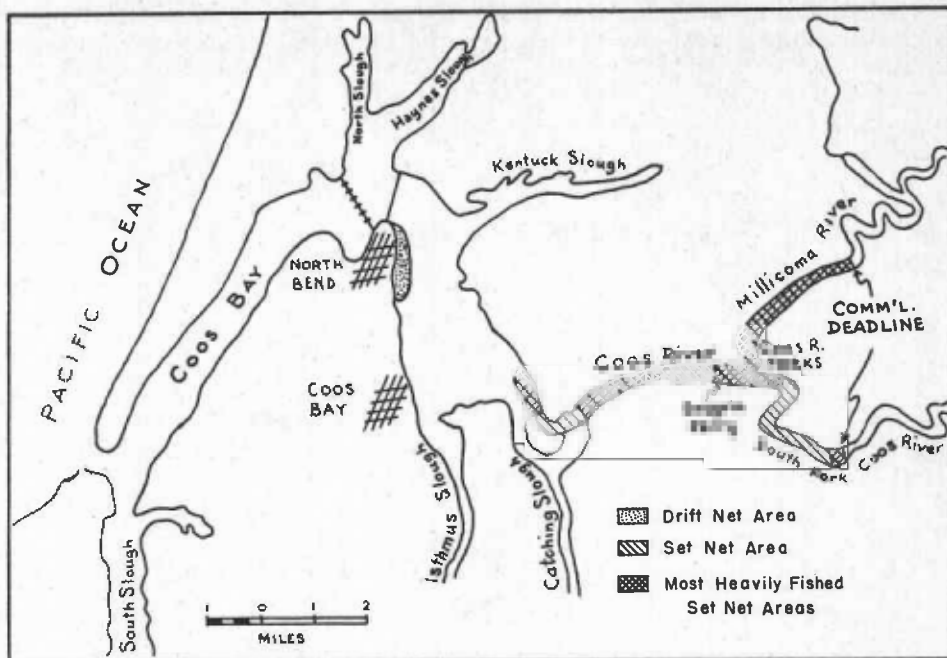 North Slough
Haynes Slough
Kentuck Slough
PACIFIC OCEAN
COOS BAY
NORTH
BEND
Millicoma River
COMM'L.
DEADLINE
Coos River
S R.
KS
COOS
BAY
South Fork Coos River
Isthmus Slough
Catching Slough
South Slough
Drift Net Area
Set Net Area
Most Heavily Fished
Set Net Areas
1 0 1 2
MILES